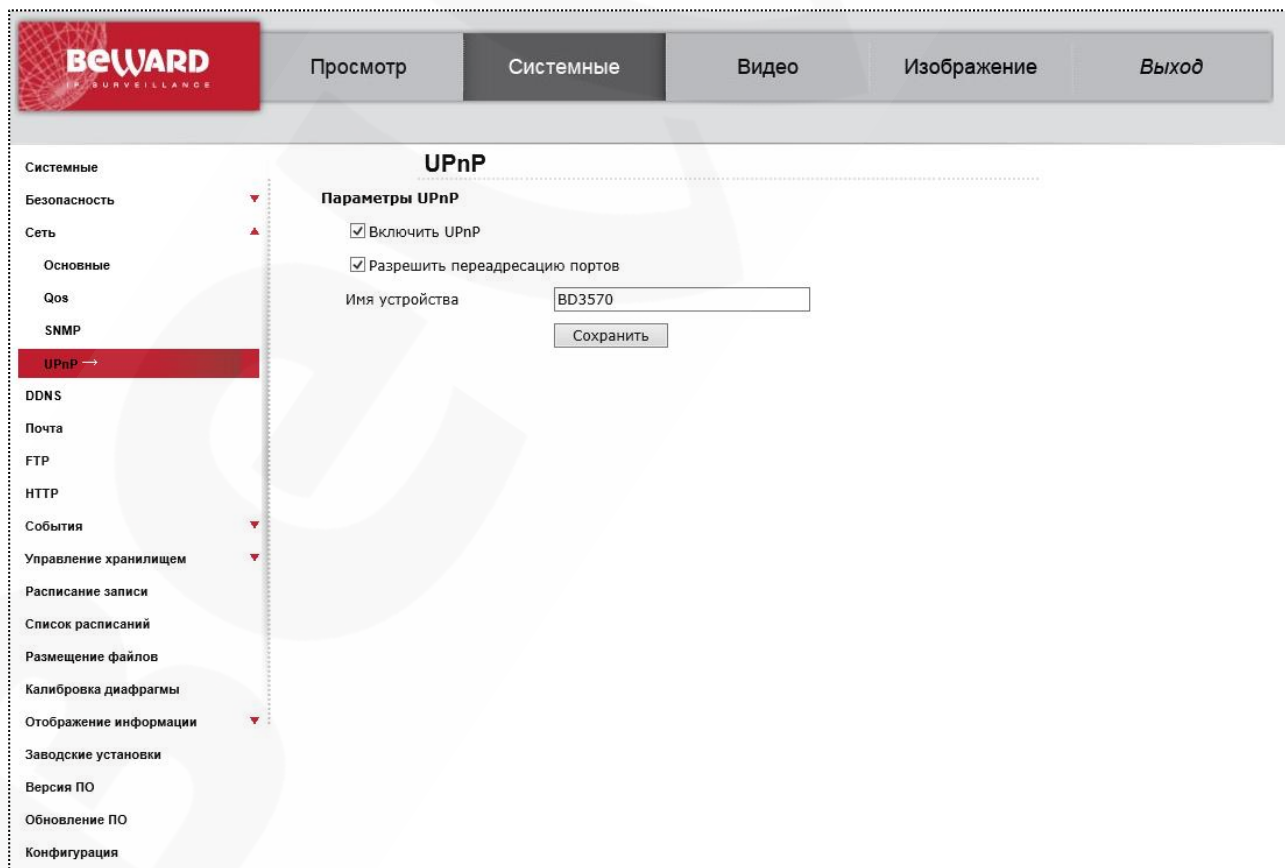 BEWARD
IP SURVEILLANCE
Просмотр
Системные
Видео
Изображение
Выход
Системные
Безопасность
Сеть
Основные
Qos
SNMP
UPnP →
DDNS
Почта
FTP
HTTP
События
Управление хранилищем
Расписание записи
Список расписаний
Размещение файлов
Калибровка диафрагмы
Отображение информации
Заводские установки
Версия ПО
Обновление ПО
Конфигурация
UPnP
Параметры UPnP
Включить UPnP
Разрешить переадресацию портов
Имя устройства BD3570
Сохранить